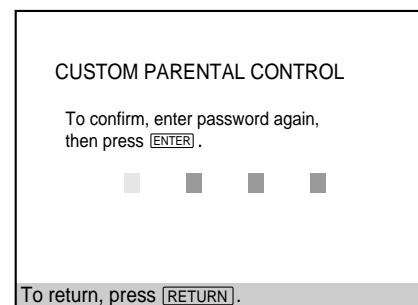 CUSTOM PARENTAL CONTROL
To confirm, enter password again,
then press ENTER .
To return, press RETURN .